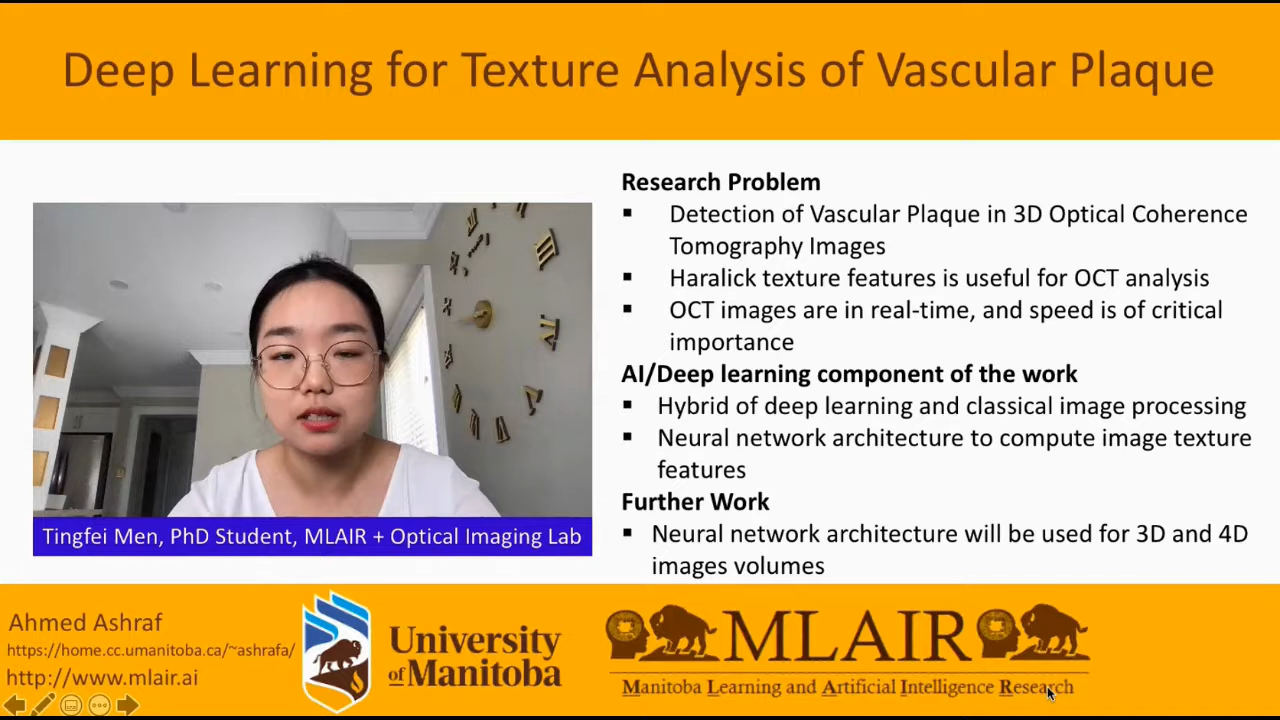 Deep Learning for Texture Analysis of Vascular Plaque
Research Problem
▪ Detection of Vascular Plaque in 3D Optical Coherence
Tomography Images
▪ Haralick texture features is useful for OCT analysis
▪ OCT images are in real-time, and speed is of critical
importance
AI/Deep learning component of the work
▪ Hybrid of deep learning and classical image processing
▪ Neural network architecture to compute image texture
features
Further Work
▪ Neural network architecture will be used for 3D and 4D
images volumes
Tingfei Men, PhD Student, MLAIR + Optical Imaging Lab
Ahmed Ashraf
https://home.cc.umanitoba.ca/~ashrafa/
http://www.mlair.ai
University
of Manitoba
MLAIR
Manitoba Learning and Artificial Intelligence Research